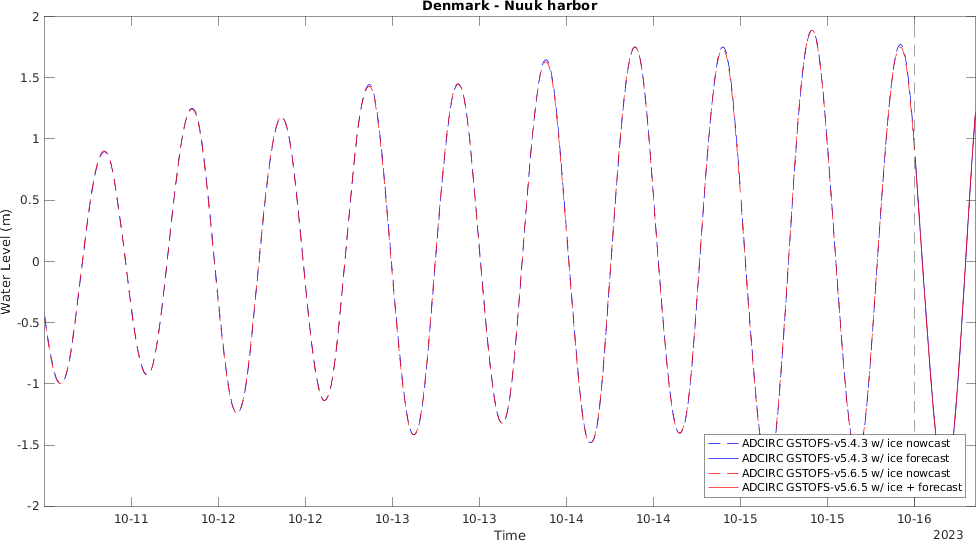 Denmark - Nuuk harbor
2
1.5
1
0.5
0
-0.5
-1
-1.5
-2
Water Level (m)
ADCIRC GSTOFS-v5.4.3 w/ ice nowcast
ADCIRC GSTOFS-v5.4.3 w/ ice forecast
ADCIRC GSTOFS-v5.6.5 w/ ice nowcast
ADCIRC GSTOFS-v5.6.5 w/ ice + forecast
10-11 10-12 10-12 10-13 10-13 10-14 10-14 10-15 10-15 10-16
Time
2023